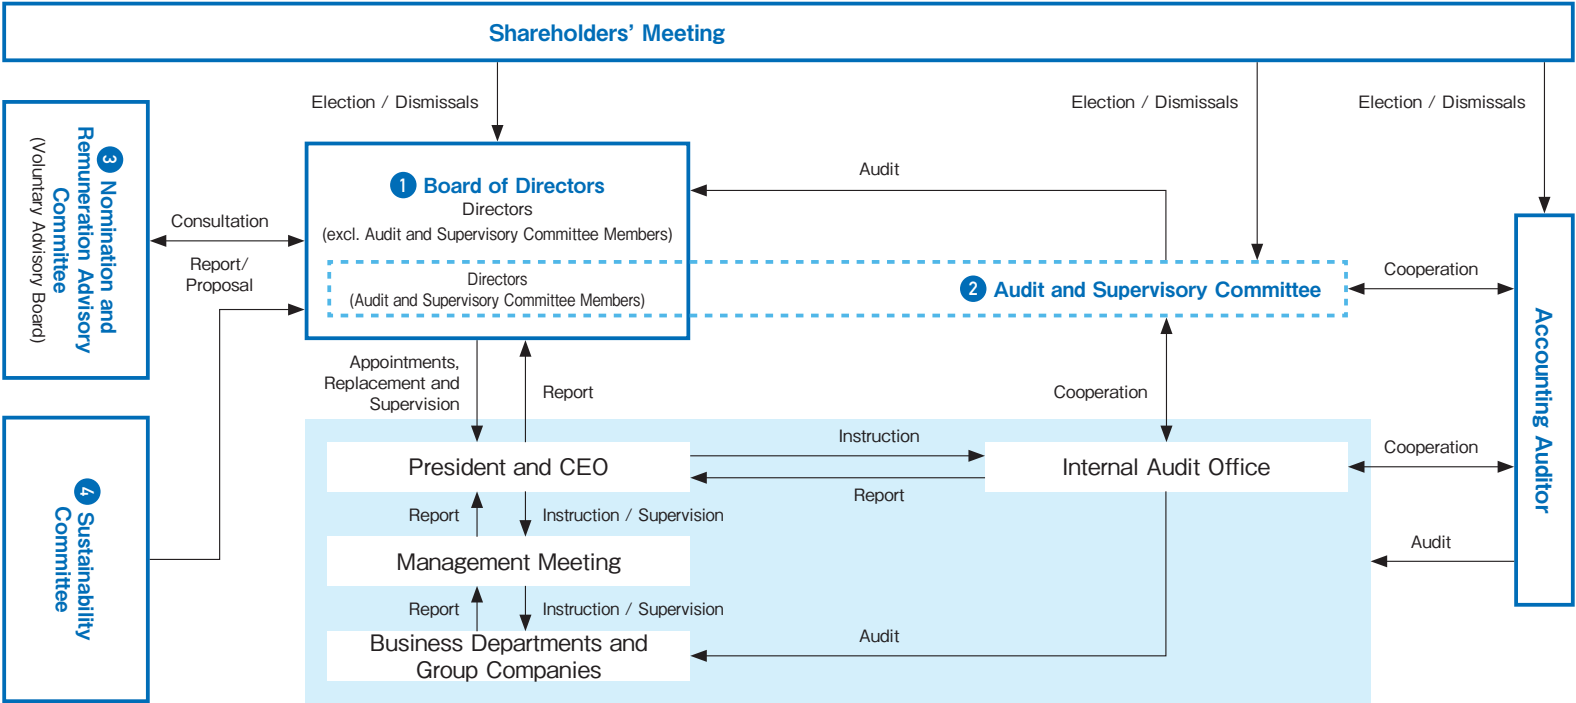 Shareholders' Meeting
Election / Dismissals
Election / Dismissals
Election / Dismissals
3 Nomination and
Remuneration Advisory
Committee
(Voluntary Advisory Board)
1 Board of Directors
Directors
(excl. Audit and Supervisory Committee Members)
Audit
Consultation
Report/
Proposal
Directors
(Audit and Supervisory Committee Members)
2 Audit and Supervisory Committee
Cooperation
Accounting Auditor
Appointments,
Replacement and
Supervision
Report
Cooperation
4 Sustainability
Committee
President and CEO
Instruction
Report
Internal Audit Office
Cooperation
Report
Instruction / Supervision
Management Meeting
Audit
Report
Instruction / Supervision
Business Departments and
Group Companies
Audit